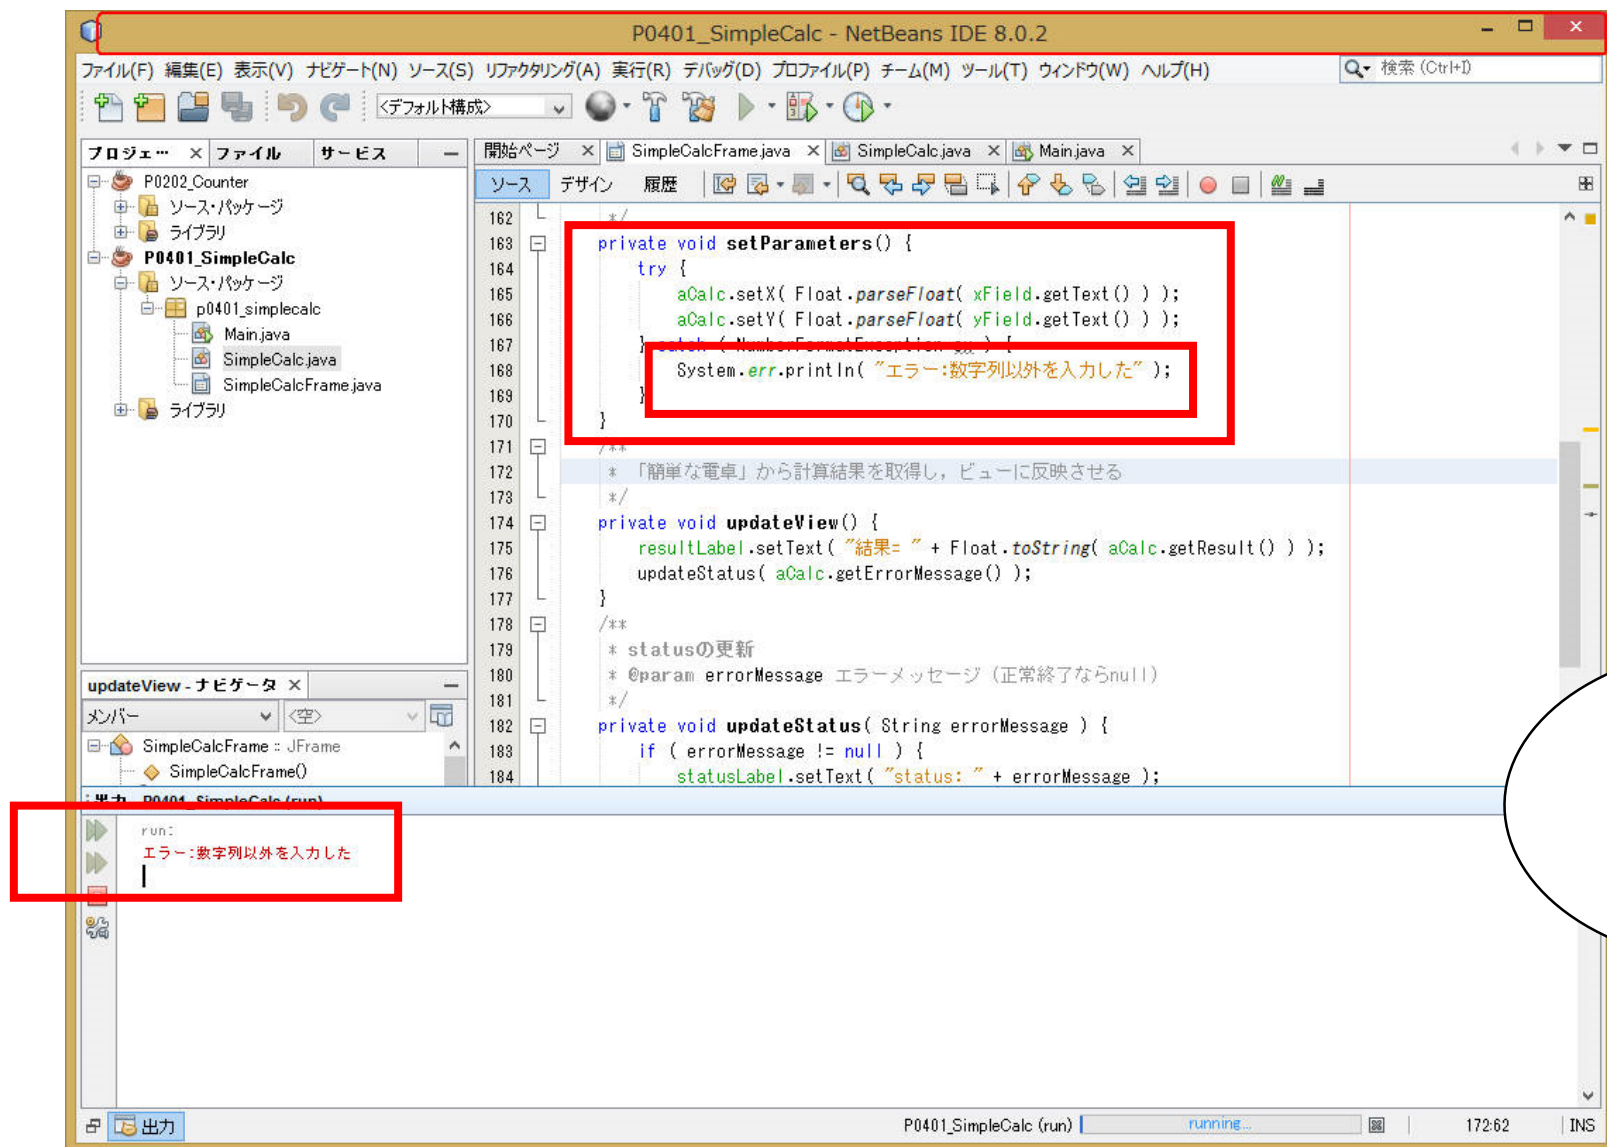 P0401_SimpleCalc - NetBeans IDE 8.0.2
ファイル(F) 編集(E) 表示(V) ナビゲート(N) ソース(S) リファクタリング(A) 実行(R) デバッグ(D) プロファイル(P) チーム(M) ツール(T) ウィンドウ(W) ヘルプ(H)
検索 (Ctrl+I)
<デフォルト構成>
プロジェ… × ファイル サービス
開始ページ × SimpleCalcFrame.java × SimpleCalc.java × Main.java ×
ソース デザイン 履歴
P0202_Counter
ソース・パッケージ
ライブラリ
P0401_SimpleCalc
ソース・パッケージ
p0401_simplecalc
Main.java
SimpleCalc.java
SimpleCalcFrame.java
ライブラリ
162 */
163 private void setParameters() {
164 try {
165 aCalc.setX( Float.parseFloat( xField.getText() ) );
166 aCalc.setY( Float.parseFloat( yField.getText() ) );
167 } catch ( NumberFormatException ex ) {
168 System.err.println( "エラー:数字列以外を入力した" );
169 }
170 }
171 /**
172 * 「簡単な電卓」から計算結果を取得し，ビューに反映させる
173 */
174 private void updateView() {
175 resultLabel.setText( "結果= " + Float.toString( aCalc.getResult() ) );
176 updateStatus( aCalc.getErrorMessage() );
177 }
178 /**
179 * statusの更新
180 * @param errorMessage エラーメッセージ（正常終了ならnull）
181 */
182 private void updateStatus( String errorMessage ) {
183 if ( errorMessage != null ) {
184 statusLabel.setText( "status: " + errorMessage );
updateView - ナビゲータ ×
メンバー <空>
SimpleCalcFrame :: JFrame
SimpleCalcFrame()
出力 P0401_SimpleCalc (run)
run:
エラー:数字列以外を入力した
出力
P0401_SimpleCalc (run) running... 172:62 INS